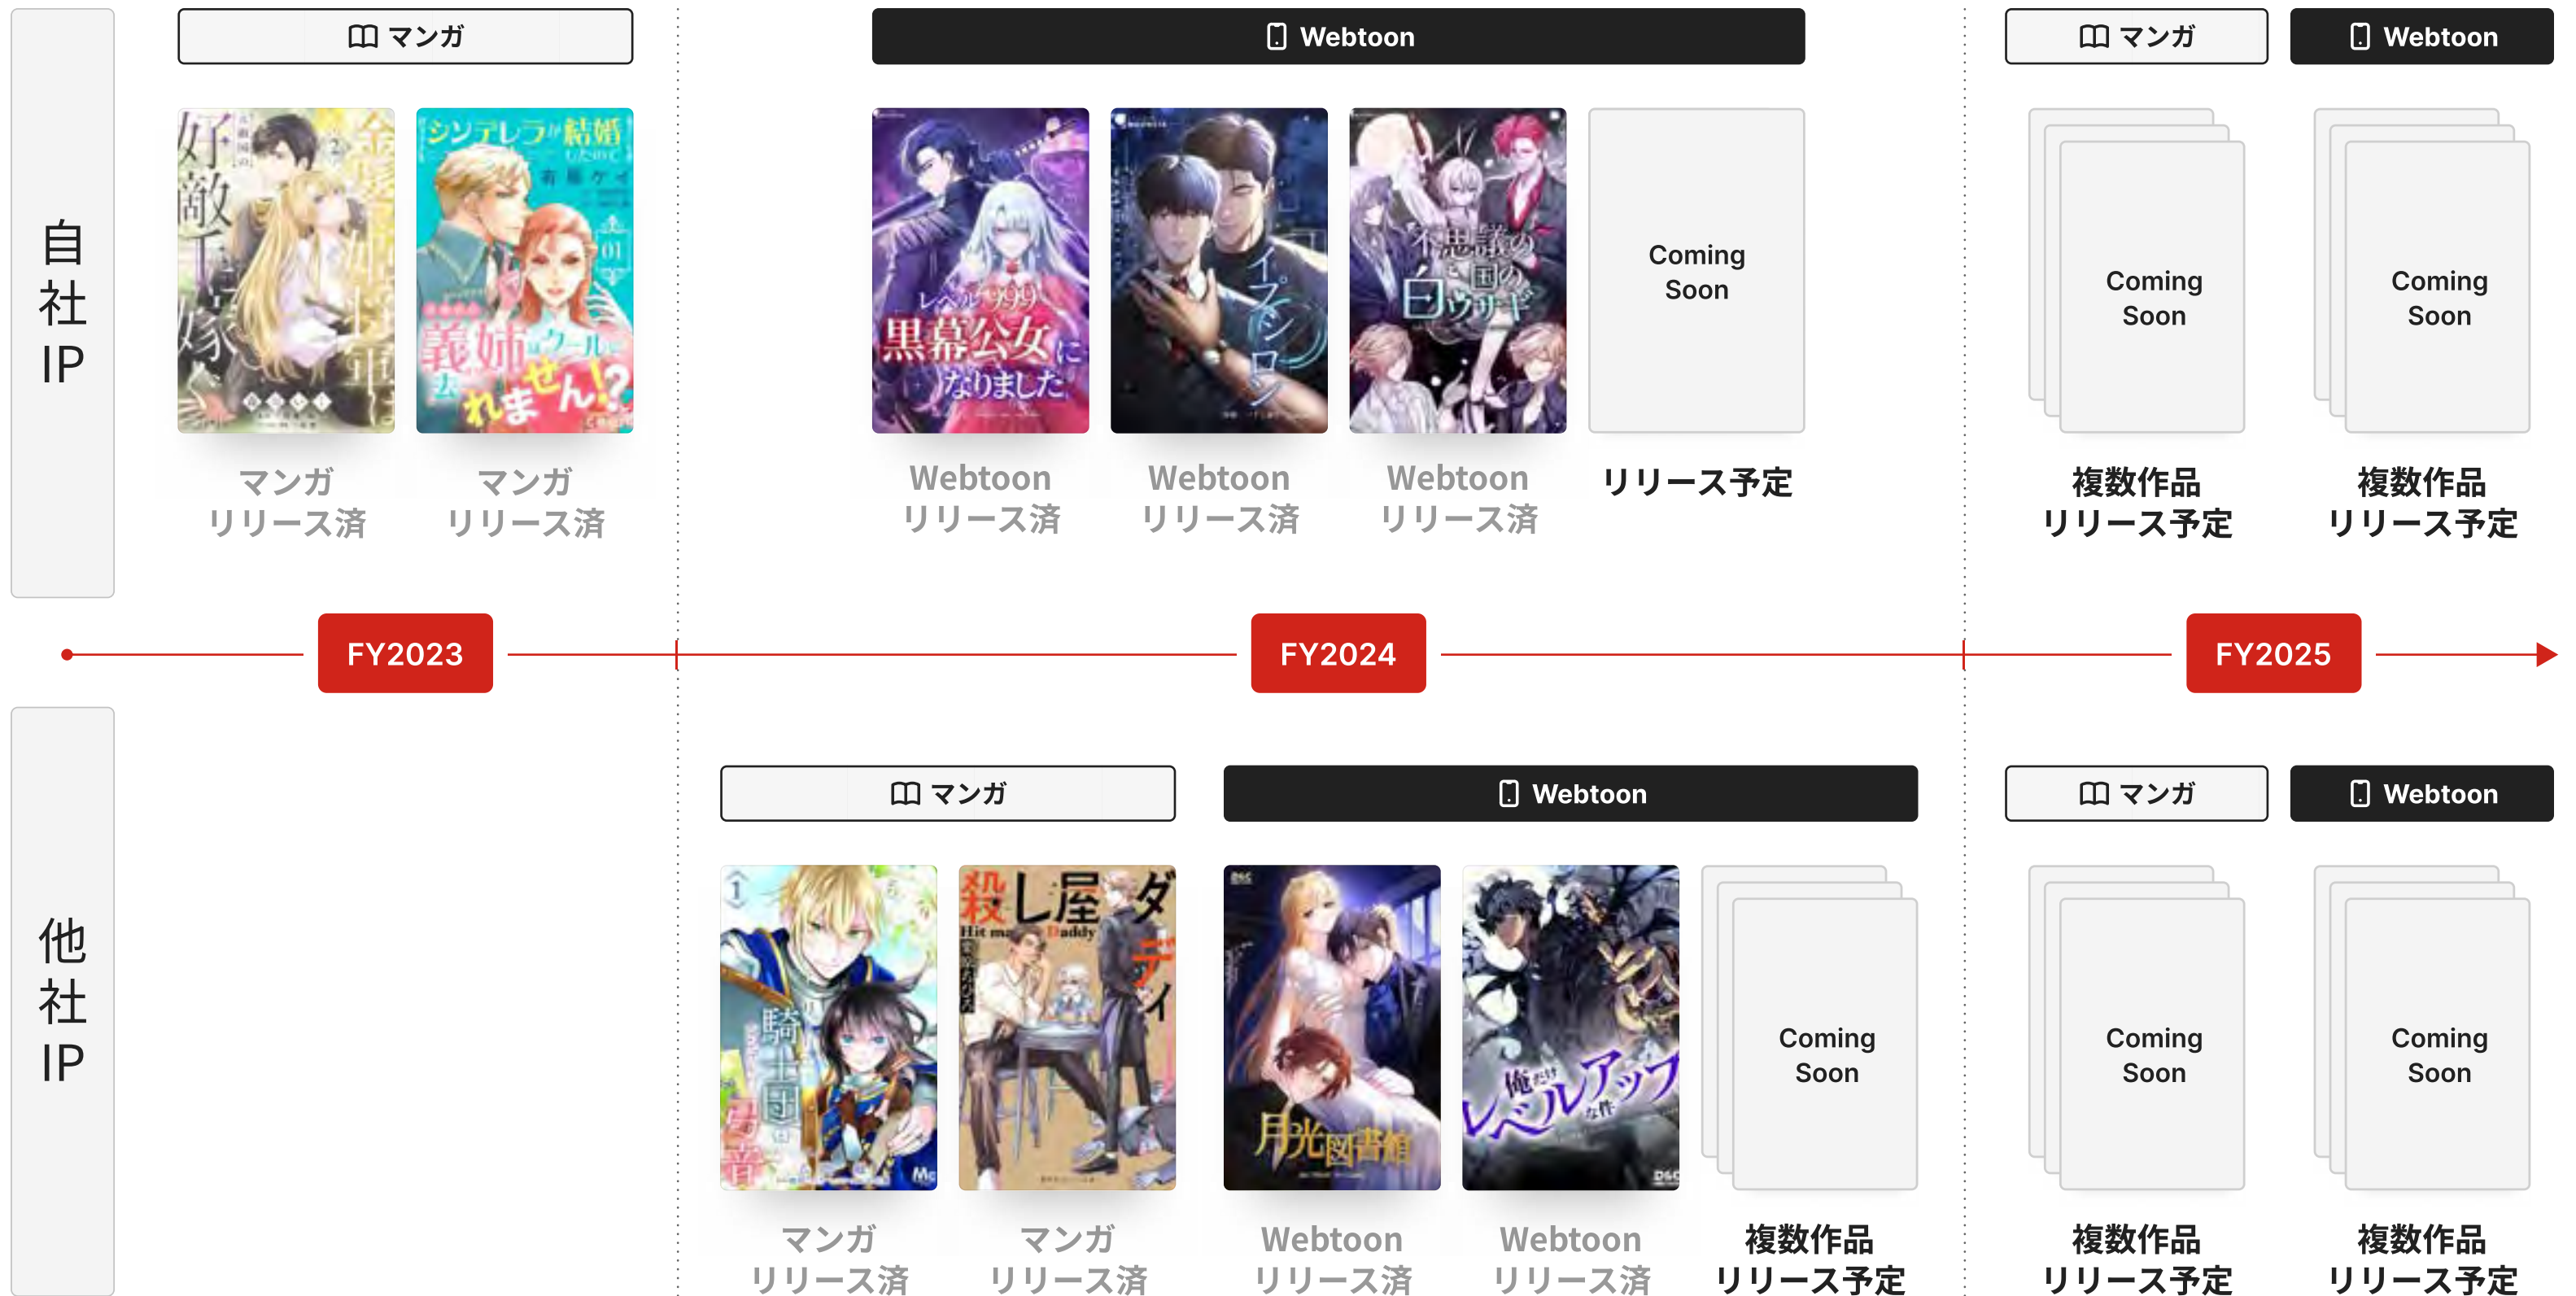 自社IP
マンガ
Webtoon
マンガ
Webtoon
好敵手に嫁ぐ
2
シンデレラが結婚
したので
有屋ケイ
01
義姉はクールに
去れません!?
レベル999
黒幕公女に
なりました
イプシロン
不思議の
国の
白ウサギ
Coming
Soon
Coming
Soon
Coming
Soon
マンガ
リリース済
マンガ
リリース済
Webtoon
リリース済
Webtoon
リリース済
Webtoon
リリース済
リリース予定
複数作品
リリース予定
複数作品
リリース予定
FY2023
FY2024
FY2025
他社IP
マンガ
Webtoon
マンガ
Webtoon
1
騎士団
Mc
殺し屋
ダディ
Daddy
D&C
月光図書館
俺だけ
レベルアップ
な件
D&C
Coming
Soon
Coming
Soon
Coming
Soon
マンガ
リリース済
マンガ
リリース済
Webtoon
リリース済
Webtoon
リリース済
複数作品
リリース予定
複数作品
リリース予定
複数作品
リリース予定